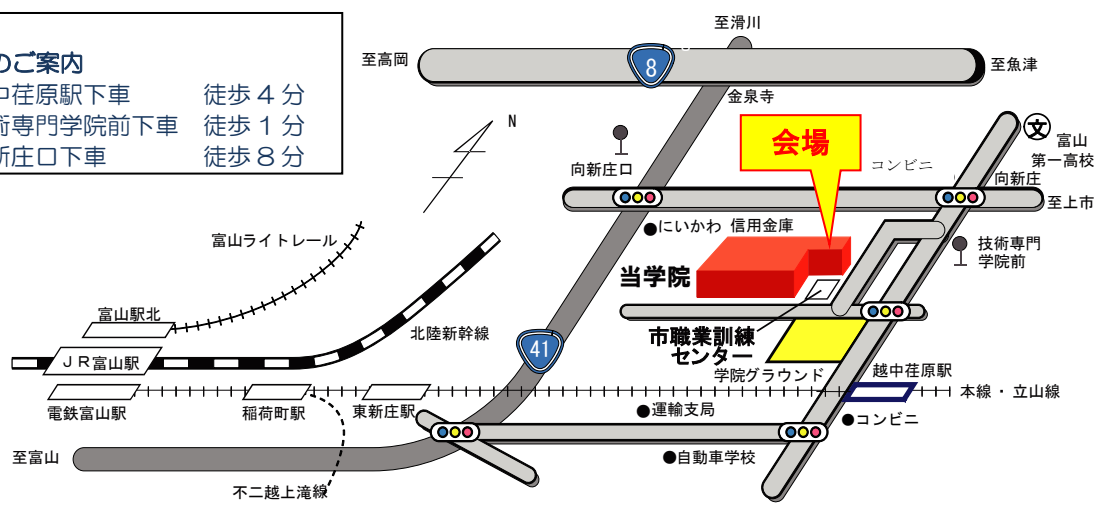 のご案内
中荏原駅下車 徒歩4分
術専門学院前下車 徒歩1分
新庄口下車 徒歩8分
至滑川
至高岡
8
至魚津
金泉寺
N
会場
文
富山
第一高校
コンビニ
向新庄口
向新庄
至上市
●にいかわ 信用金庫
富山ライトレール
技術専門
学院前
当学院
富山駅北
北陸新幹線
市職業訓練
センター
JR富山駅
41
学院グラウンド
越中荏原駅
本線・立山線
電鉄富山駅
稲荷町駅
東新庄駅
●運輸支局
●コンビニ
至富山
●自動車学校
不二越上滝線